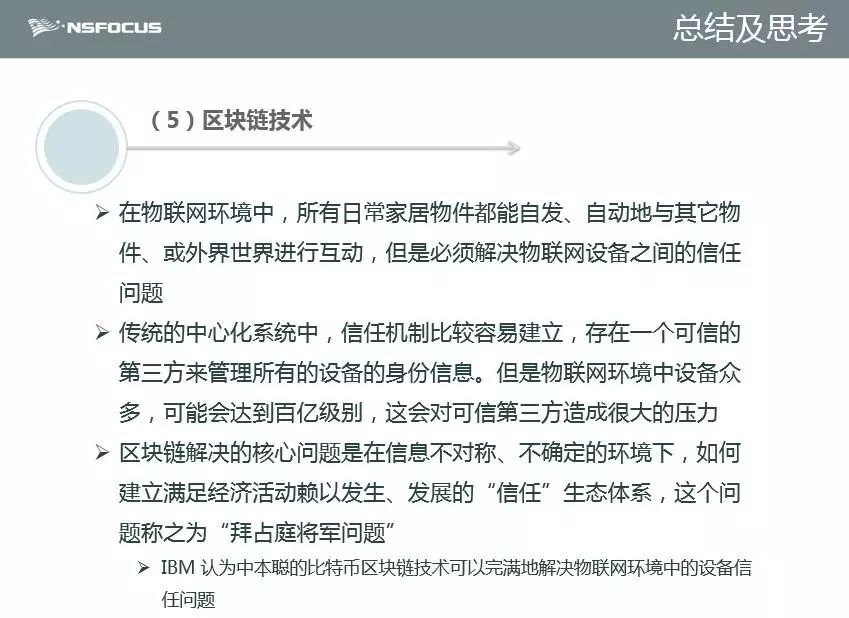 NSFOCUS
总结及思考
（5）区块链技术
在物联网环境中，所有日常家居物件都能自发、自动地与其它物
件、或外界世界进行互动，但是必须解决物联网设备之间的信任
问题
传统的中心化系统中，信任机制比较容易建立，存在一个可信的
第三方来管理所有的设备的身份信息。但是物联网环境中设备众
多，可能会达到百亿级别，这会对可信第三方造成很大的压力
区块链解决的核心问题是在信息不对称、不确定的环境下，如何
建立满足经济活动赖以发生、发展的“信任”生态体系，这个问
题称之为“拜占庭将军问题”
IBM 认为中本聪的比特币区块链技术可以完满地解决物联网环境中的设备信
任问题